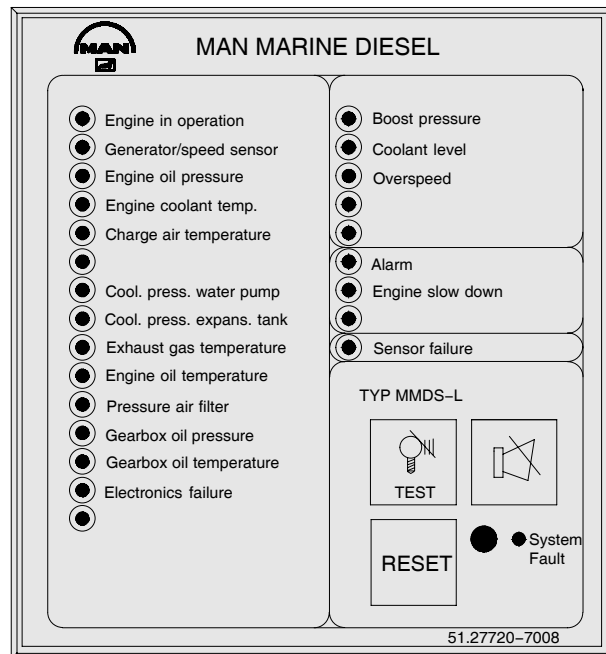 MAN
MAN MARINE DIESEL
Engine in operation
Generator/speed sensor
Engine oil pressure
Engine coolant temp.
Charge air temperature
Cool. press. water pump
Cool. press. expans. tank
Exhaust gas temperature
Engine oil temperature
Pressure air filter
Gearbox oil pressure
Gearbox oil temperature
Electronics failure
Boost pressure
Coolant level
Overspeed
Alarm
Engine slow down
Sensor failure
TYP MMDS–L
TEST
RESET
System
Fault
51.27720–7008